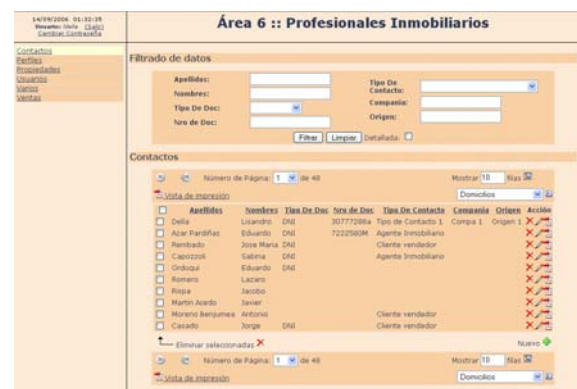 14/09/2006 01:32:35
Usuario: Mele (Salir)
Cambiar Contraseña
Área 6 :: Profesionales Inmobiliarios
Contactos
Perfiles
Propiedades
Usuarios
Varios
Ventas
Filtrado de datos
Apellidos:
Tipo De Contacto:
Nombres:
Compania:
Tipo De Doc:
Origen:
Nro de Doc:
Filtrar Limpiar Detallada:
Contactos
Número de Página: 1 de 48 Mostrar 10 filas
Vista de impresión Domicilios
Apellidos Nombres Tipo De Doc Nro de Doc Tipo De Contacto Compania Origen Acción
Delía Lisandro DNI 30777286a Tipo de Contacto 1 Compa 1 Origen 1
Azar Pardiñas Eduardo DNI 7222580M Agente Inmobiliario
Rembado Jose Maria DNI Cliente vendedor
Capozzoli Sabina DNI Agente Inmobiliario
Ordoqui Eduardo DNI
Romero Lazaro
Riopa Jacobo
Martin Acedo Javier
Moreno Benjumea Antonio Cliente vendedor
Casado Jorge DNI Cliente vendedor
Eliminar seleccionadas Nuevo
Número de Página: 1 de 48 Mostrar 10 filas
Vista de impresión Domicilios